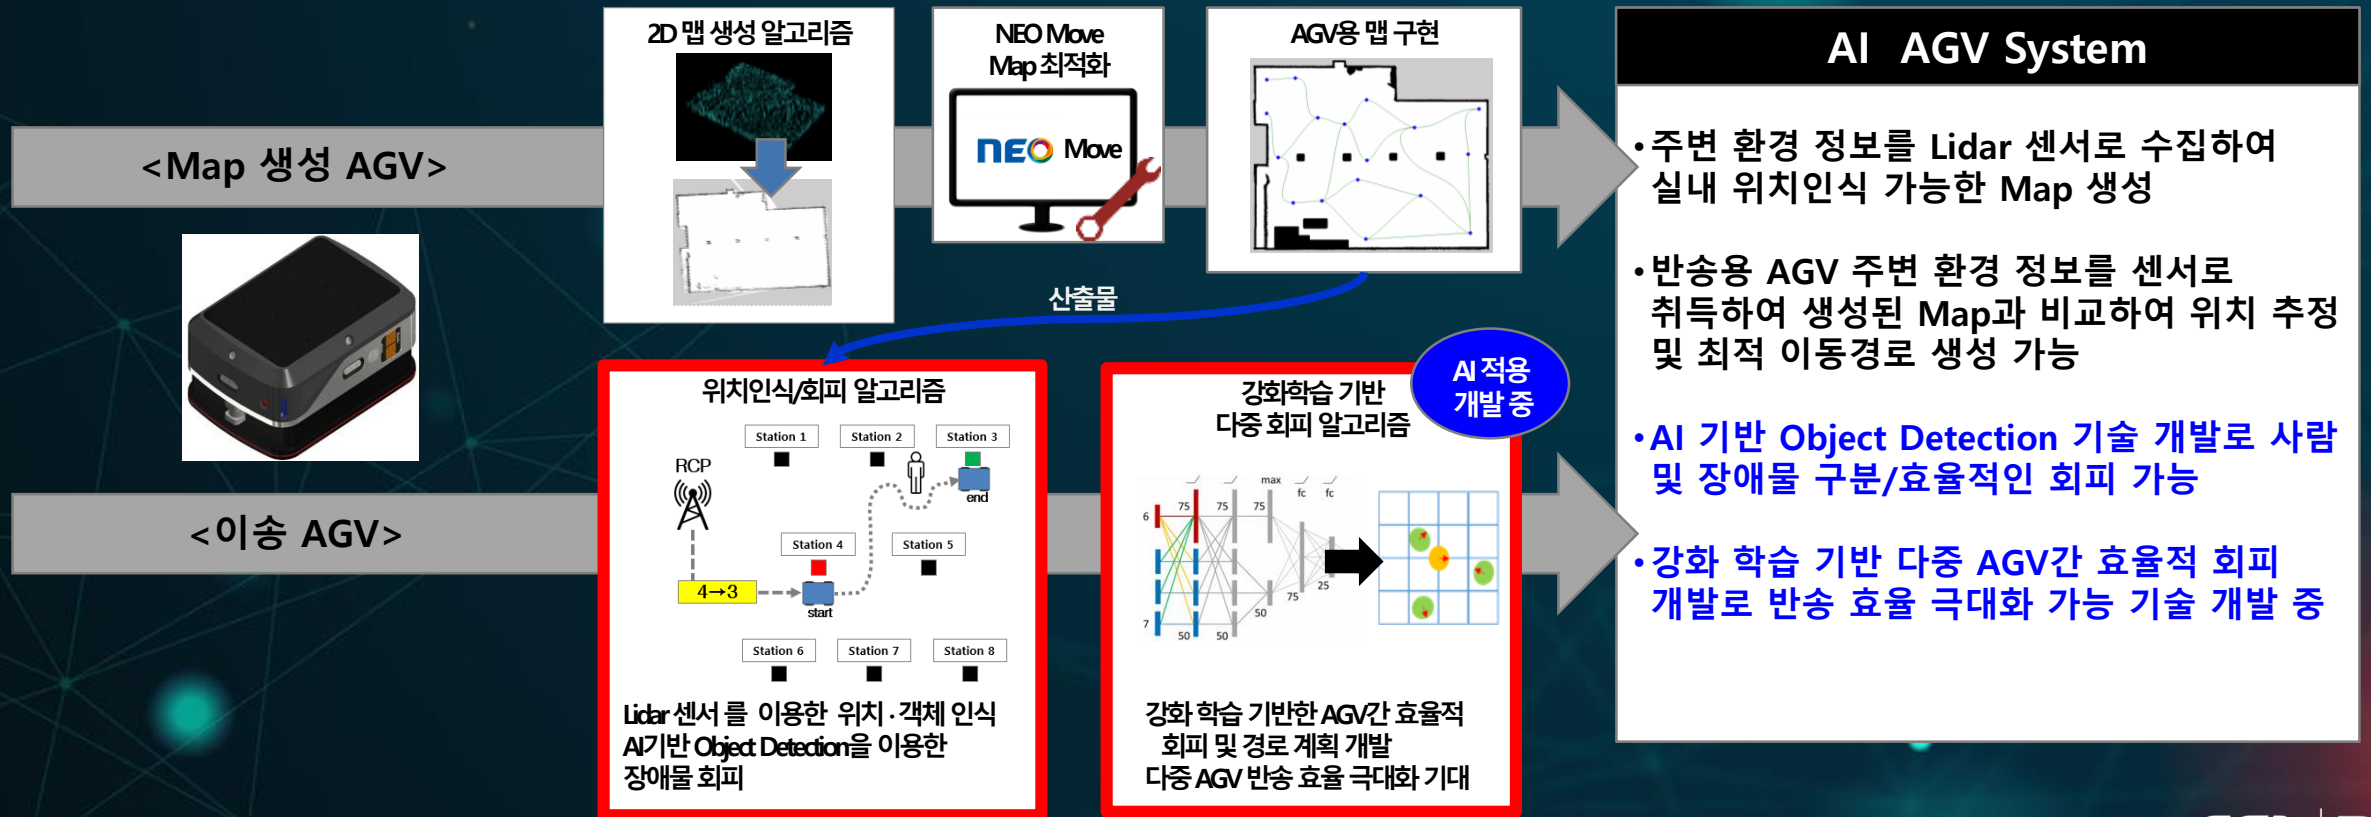 2D 맵 생성 알고리즘
NEO Move
Map 최적화
NEO Move
AGV용 맵 구현
<Map 생성 AGV>
산출물
<이송 AGV>
위치인식/회피 알고리즘
Station 1
Station 2
Station 3
RCP
end
Station 4
Station 5
4→3
start
Station 6
Station 7
Station 8
Lidar 센서 를 이용한 위치·객체 인식
AI기반 Object Detection을 이용한
장애물 회피
AI 적용
개발 중
강화학습 기반
다중 회피 알고리즘
max
fc
fc
6
75
75
75
7
50
50
50
75
25
강화 학습 기반한 AGV간 효율적
회피 및 경로 계획 개발
다중 AGV 반송 효율 극대화 기대
AI AGV System
•주변 환경 정보를 Lidar 센서로 수집하여
실내 위치인식 가능한 Map 생성
•반송용 AGV 주변 환경 정보를 센서로
취득하여 생성된 Map과 비교하여 위치 추정
및 최적 이동경로 생성 가능
•AI 기반 Object Detection 기술 개발로 사람
및 장애물 구분/효율적인 회피 가능
•강화 학습 기반 다중 AGV간 효율적 회피
개발로 반송 효율 극대화 가능 기술 개발 중